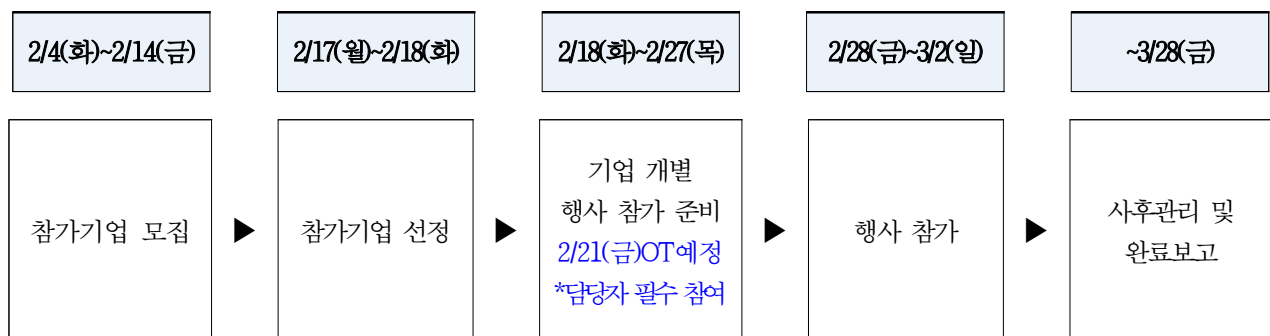 2/4(화)~2/14(금)
2/17(월)~2/18(화)
2/18(화)~2/27(목)
2/28(금)~3/2(일)
~3/28(금)
참가기업 모집
▶
참가기업 선정
▶
기업 개별
행사 참가 준비
2/21(금)OT예정
*담당자 필수 참여
▶
행사 참가
▶
사후관리 및
완료보고